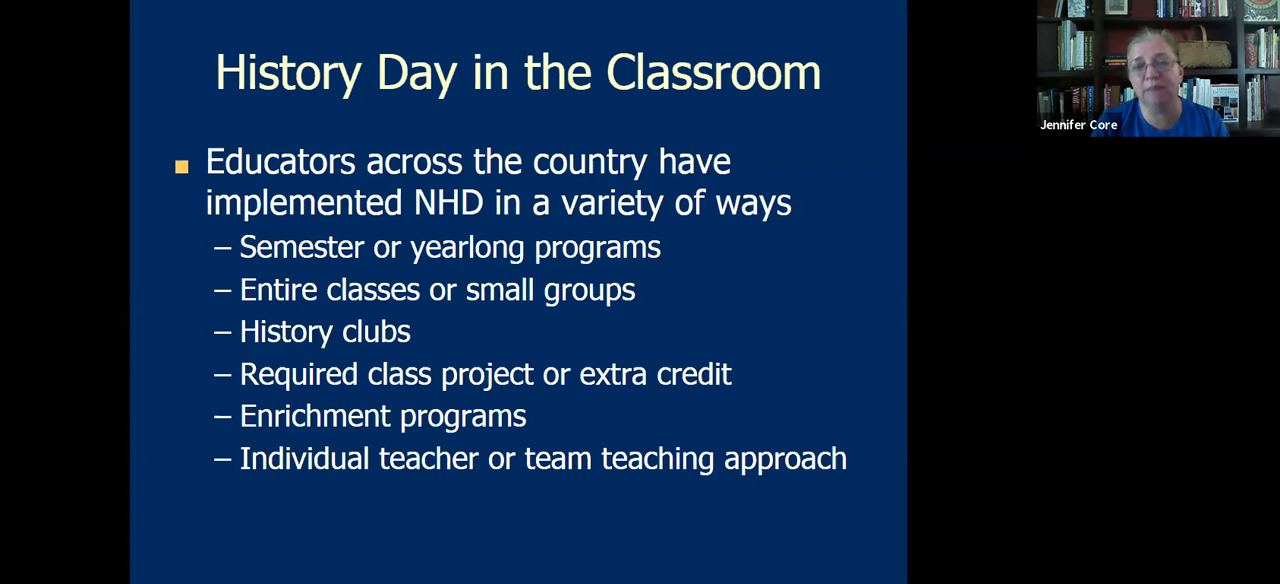 History Day in the Classroom
Educators across the country have
implemented NHD in a variety of ways
– Semester or yearlong programs
– Entire classes or small groups
– History clubs
– Required class project or extra credit
– Enrichment programs
– Individual teacher or team teaching approach
Jennifer Core